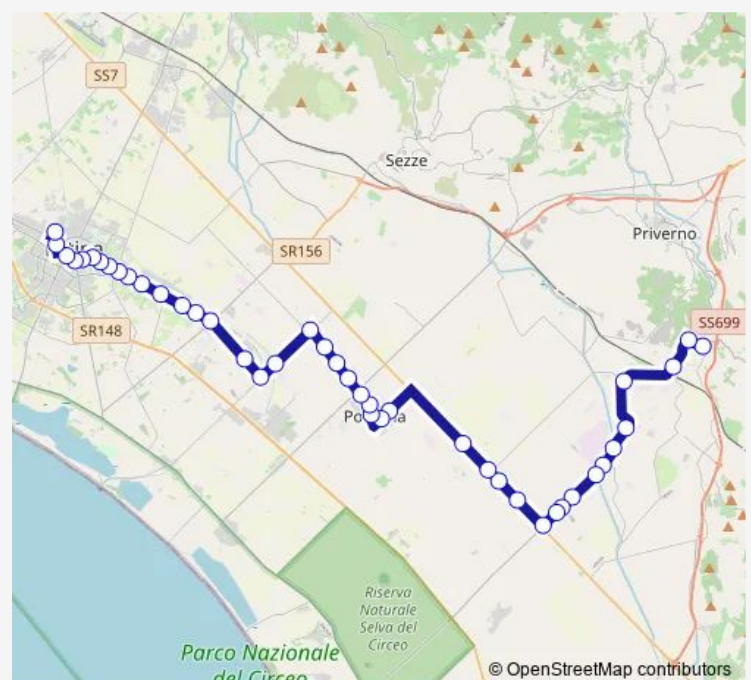 SS7
Sezze
SR156
Priverno
SS699
SR148
Riserva
Naturale
Selva del
Circeo
Parco Nazionale
del Circeo
© OpenStreetMap contributors